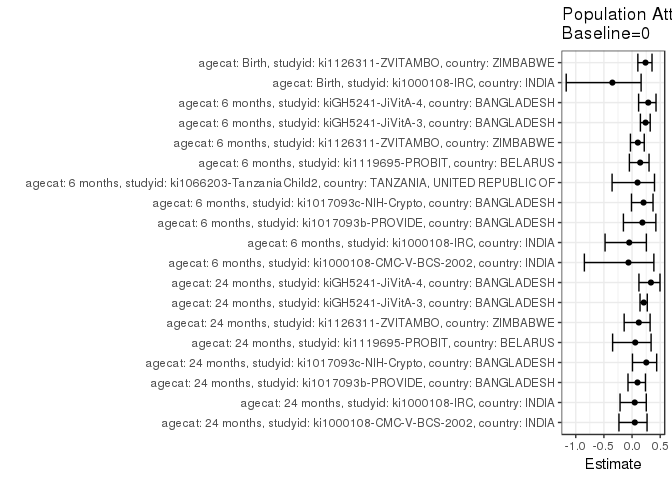 Population Att
Baseline=0
agecat: Birth, studyid: ki1126311-ZVITAMBO, country: ZIMBABWE
agecat: Birth, studyid: ki1000108-IRC, country: INDIA
agecat: 6 months, studyid: kiGH5241-JiVitA-4, country: BANGLADESH
agecat: 6 months, studyid: kiGH5241-JiVitA-3, country: BANGLADESH
agecat: 6 months, studyid: ki1126311-ZVITAMBO, country: ZIMBABWE
agecat: 6 months, studyid: ki1119695-PROBIT, country: BELARUS
agecat: 6 months, studyid: ki1066203-TanzaniaChild2, country: TANZANIA, UNITED REPUBLIC OF
agecat: 6 months, studyid: ki1017093c-NIH-Crypto, country: BANGLADESH
agecat: 6 months, studyid: ki1017093b-PROVIDE, country: BANGLADESH
agecat: 6 months, studyid: ki1000108-IRC, country: INDIA
agecat: 6 months, studyid: ki1000108-CMC-V-BCS-2002, country: INDIA
agecat: 24 months, studyid: kiGH5241-JiVitA-4, country: BANGLADESH
agecat: 24 months, studyid: kiGH5241-JiVitA-3, country: BANGLADESH
agecat: 24 months, studyid: ki1126311-ZVITAMBO, country: ZIMBABWE
agecat: 24 months, studyid: ki1119695-PROBIT, country: BELARUS
agecat: 24 months, studyid: ki1017093c-NIH-Crypto, country: BANGLADESH
agecat: 24 months, studyid: ki1017093b-PROVIDE, country: BANGLADESH
agecat: 24 months, studyid: ki1000108-IRC, country: INDIA
agecat: 24 months, studyid: ki1000108-CMC-V-BCS-2002, country: INDIA
-1.0 -0.5 0.0 0.5
Estimate